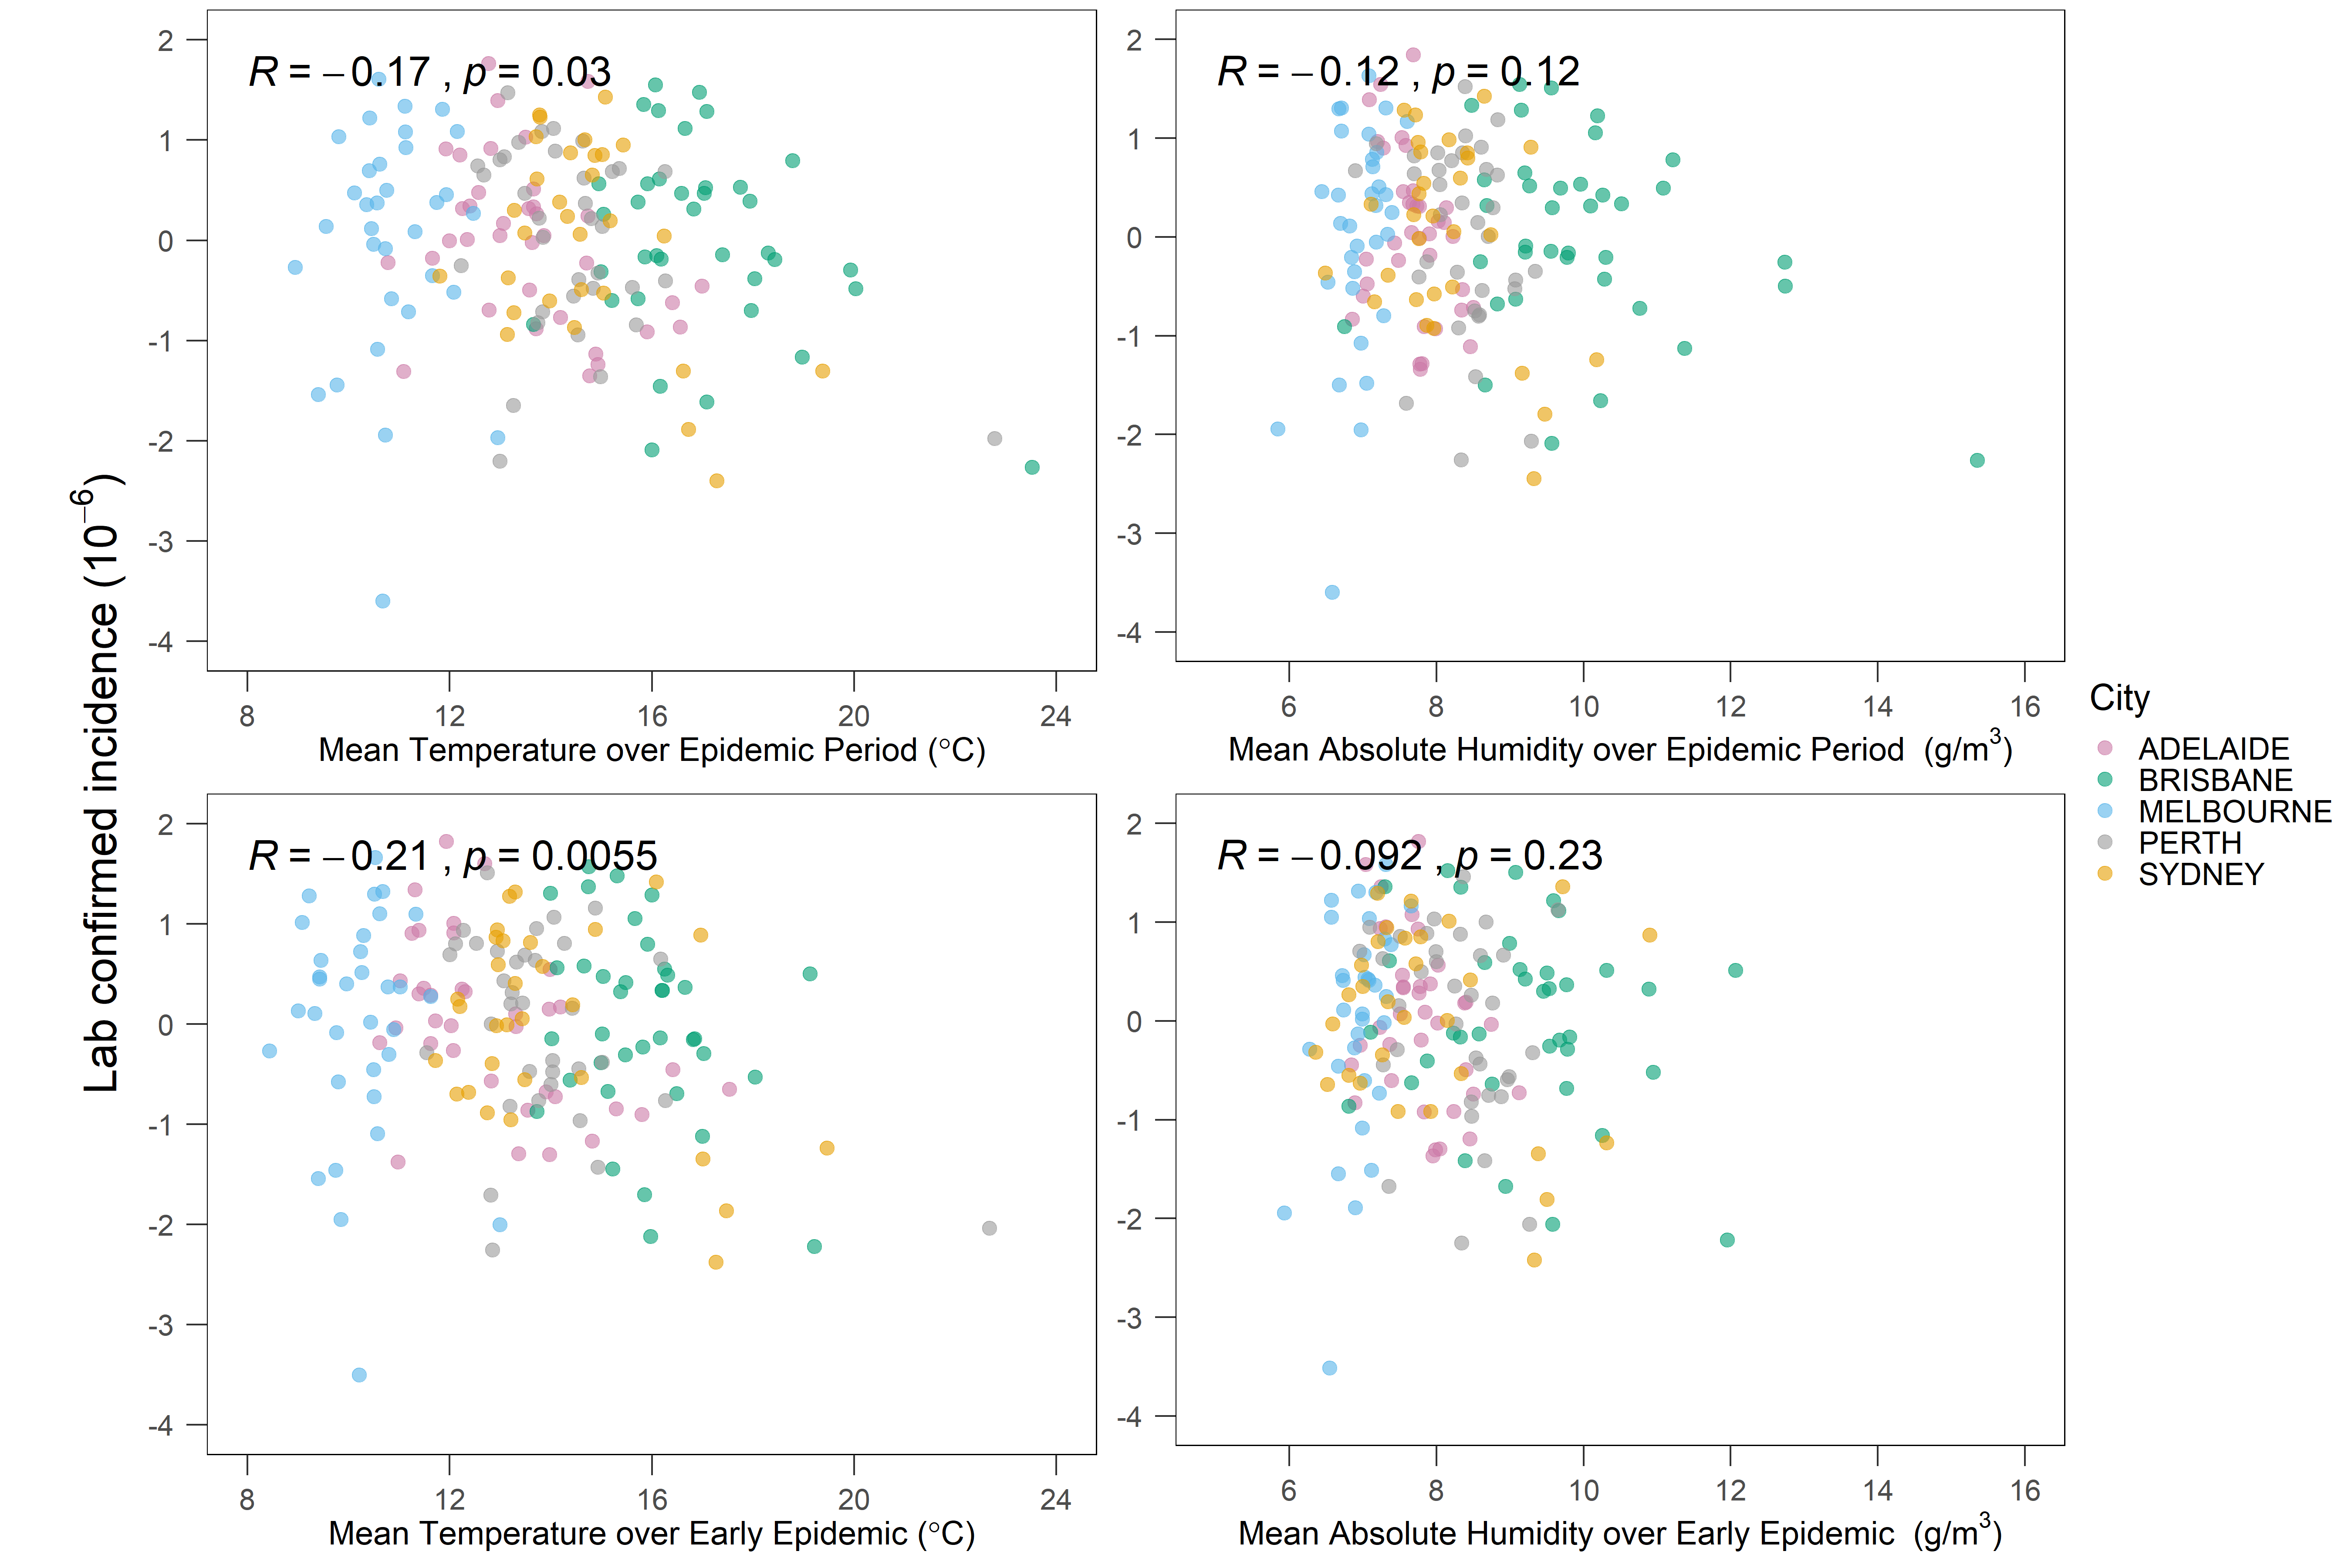 Lab confirmed incidence (10⁻⁶)
R = −0.17 , p = 0.03
2
1
0
-1
-2
-3
-4
8 12 16 20 24
Mean Temperature over Epidemic Period (°C)
R = −0.12 , p = 0.12
2
1
0
-1
-2
-3
-4
6 8 10 12 14 16
Mean Absolute Humidity over Epidemic Period (g/m³)
R = −0.21 , p = 0.0055
2
1
0
-1
-2
-3
-4
8 12 16 20 24
Mean Temperature over Early Epidemic (°C)
R = −0.092 , p = 0.23
2
1
0
-1
-2
-3
-4
6 8 10 12 14 16
Mean Absolute Humidity over Early Epidemic (g/m³)
City
ADELAIDE
BRISBANE
MELBOURNE
PERTH
SYDNEY